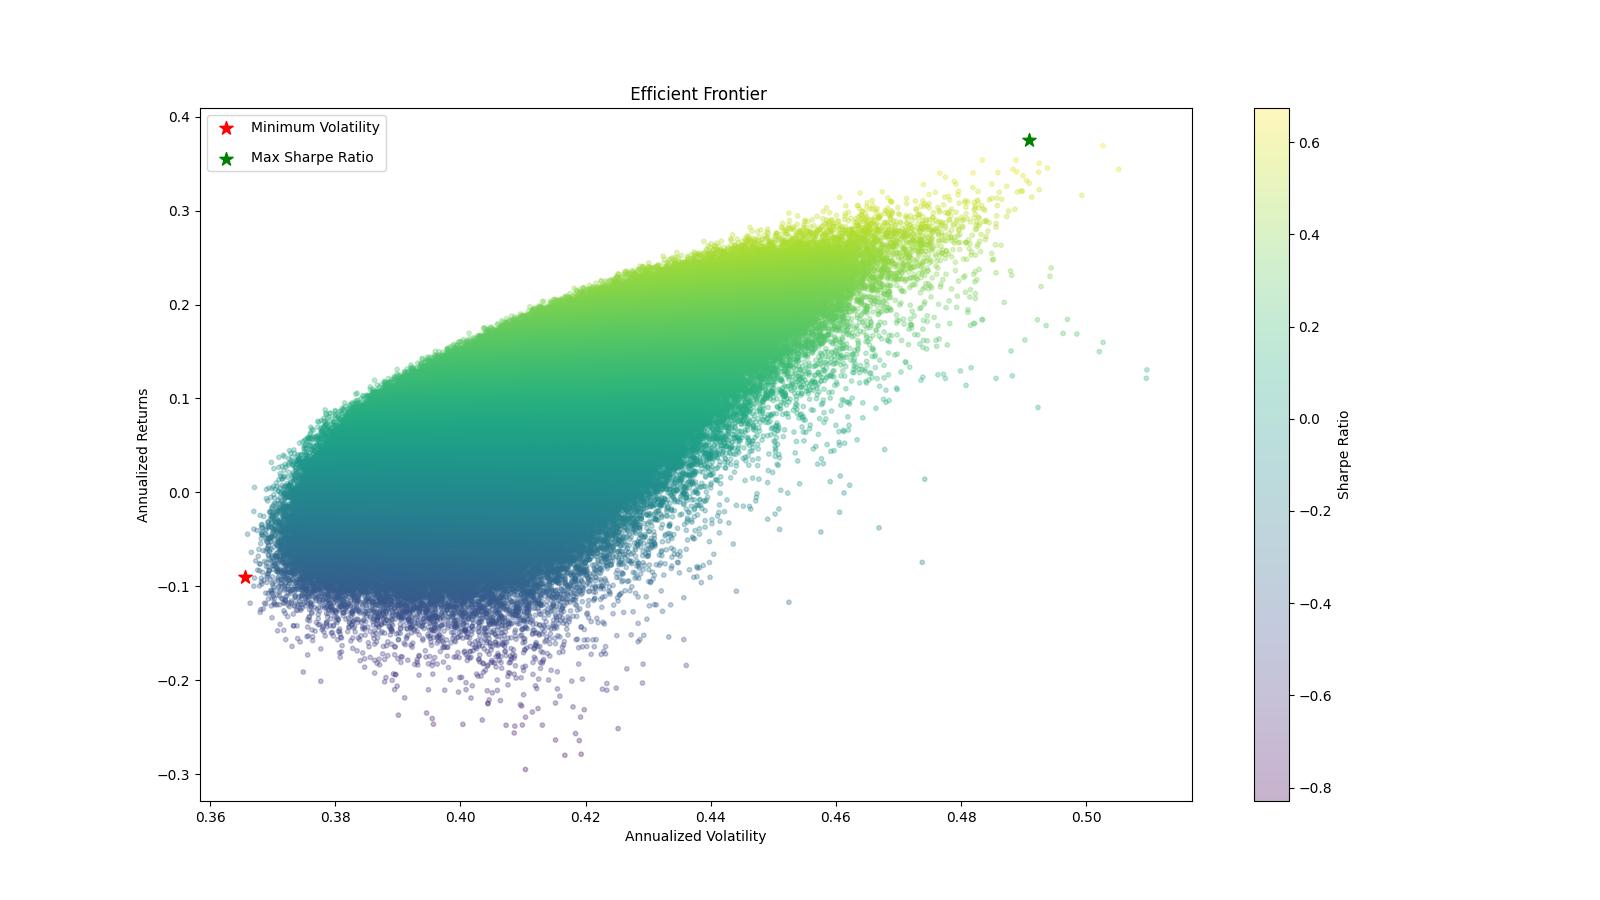 Efficient Frontier
Minimum Volatility
Max Sharpe Ratio
0.4
0.3
0.2
0.1
0.0
−0.1
−0.2
−0.3
Annualized Returns
0.36 0.38 0.40 0.42 0.44 0.46 0.48 0.50
Annualized Volatility
0.6
0.4
0.2
0.0
−0.2
−0.4
−0.6
−0.8
Sharpe Ratio